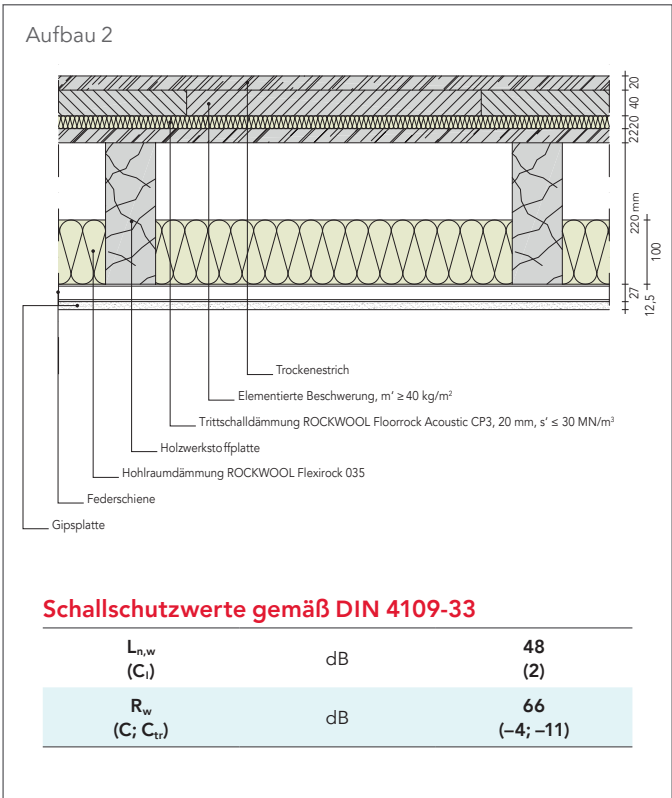 Aufbau 2
20
40
2220
220 mm
100
27
12,5
Trockenestrich
Elementierte Beschwerung, m‘ ≥ 40 kg/m²
Trittschalldämmung ROCKWOOL Floorrock Acoustic CP3, 20 mm, s‘ ≤ 30 MN/m³
Holzwerkstoffplatte
Hohlraumdämmung ROCKWOOL Flexirock 035
Federschiene
Gipsplatte
Schallschutzwerte gemäß DIN 4109-33
Ln,w dB 48
(CI) (2)
Rw dB 66
(C; Ctr) (–4; –11)